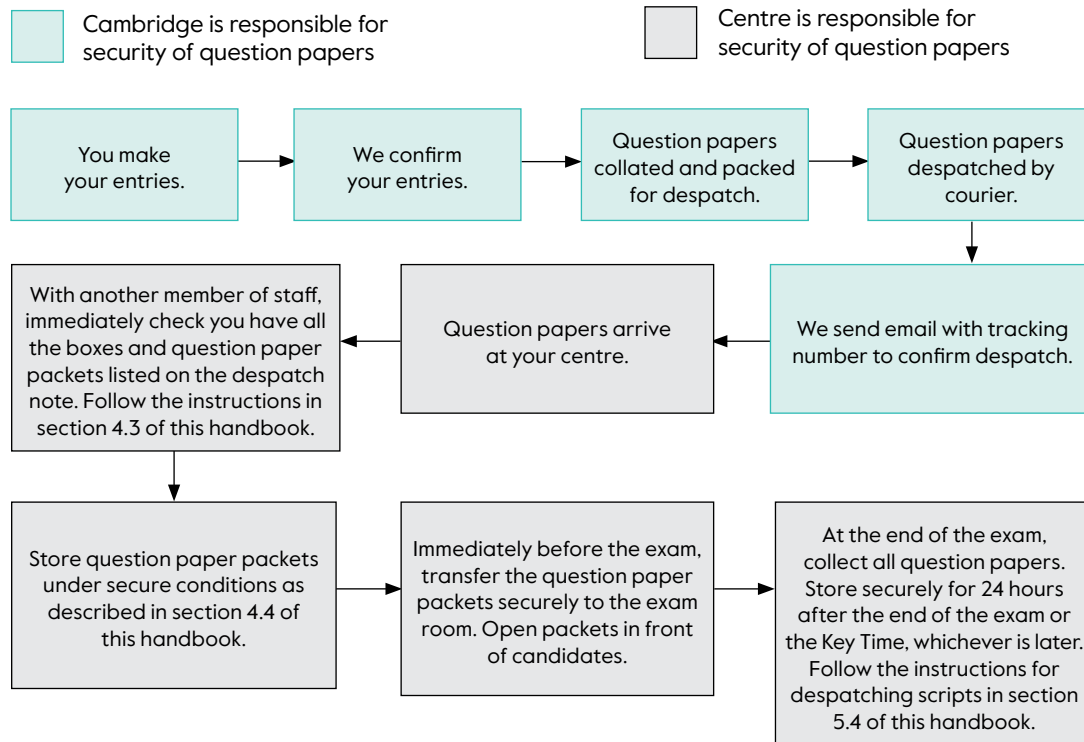 Cambridge is responsible for
security of question papers
Centre is responsible for
security of question papers
You make
your entries.
We confirm
your entries.
Question papers
collated and packed
for despatch.
Question papers
despatched by
courier.
We send email with tracking
number to confirm despatch.
Question papers arrive
at your centre.
With another member of staff,
immediately check you have all
the boxes and question paper
packets listed on the despatch
note. Follow the instructions in
section 4.3 of this handbook.
Store question paper packets
under secure conditions as
described in section 4.4 of
this handbook.
Immediately before the exam,
transfer the question paper
packets securely to the exam
room. Open packets in front
of candidates.
At the end of the exam,
collect all question papers.
Store securely for 24 hours
after the end of the exam or
the Key Time, whichever is later.
Follow the instructions for
despatching scripts in section
5.4 of this handbook.